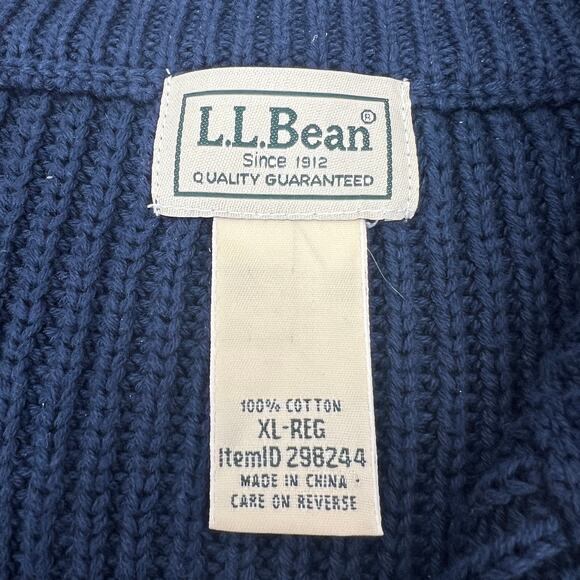 L.L.Bean®
Since 1912
QUALITY GUARANTEED
100% COTTON
XL-REG
ItemID 298244
MADE IN CHINA
CARE ON REVERSE